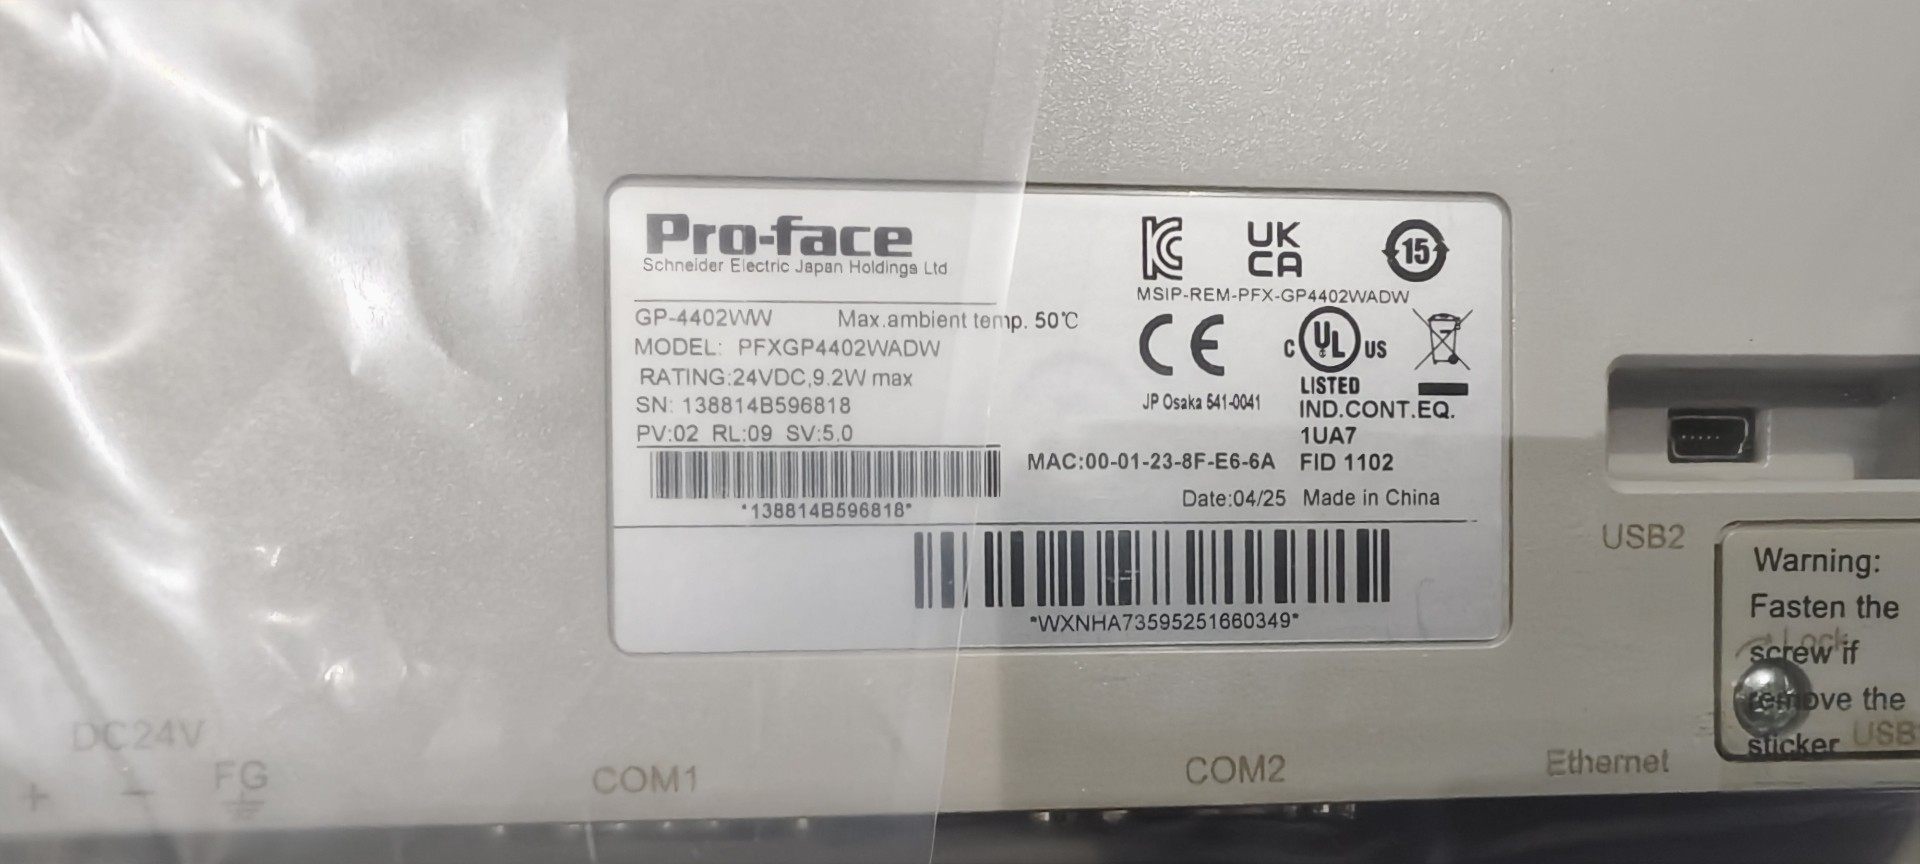 Pro-face
Schneider Electric Japan Holdings Ltd
GP-4402WW Max.ambient temp. 50℃
MODEL: PFXGP4402WADW
RATING:24VDC,9.2W max
SN: 138814B596818
PV:02 RL:09 SV:5.0
*138814B596818*
UK
CA
15
MSIP-REM-PFX-GP4402WADW
CE
C UL US
LISTED
JP Osaka 541-0041
IND.CONT.EQ.
1UA7
MAC:00-01-23-8F-E6-6A FID 1102
Date:04/25 Made in China
*WXNHA73595251660349*
USB2
Warning:
Fasten the
screw if
remove the
sticker
Lock
USB
DC24V
+ - FG
COM1
COM2
Ethernet